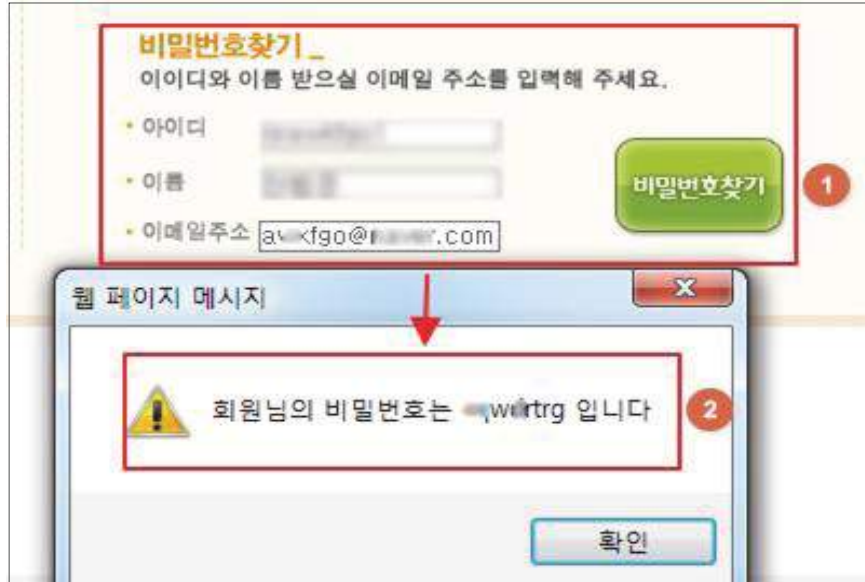 비밀번호찾기 _
이이디와 이름 받으실 이메일 주소를 입력해 주세요.
• 아이디
• 이름
비밀번호찾기
1
• 이메일주소
.com
웹 페이지 메시지
X
회원님의 비밀번호는 입니다
2
확인